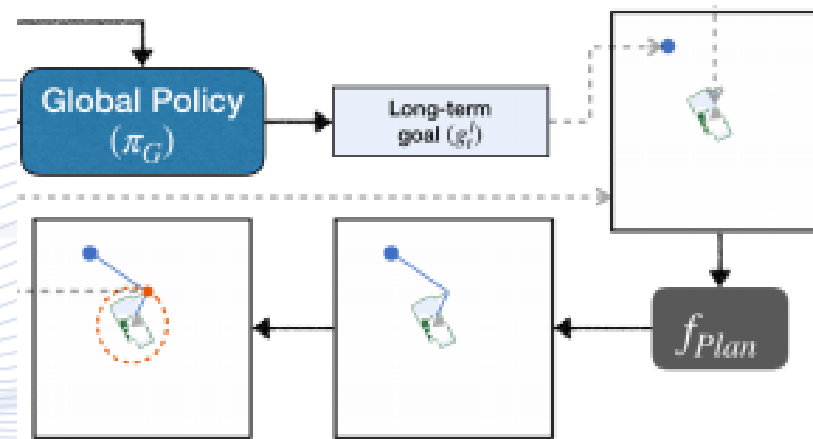 Global Policy
(π_G)
Long-term
goal (g_t^l)
f_Plan